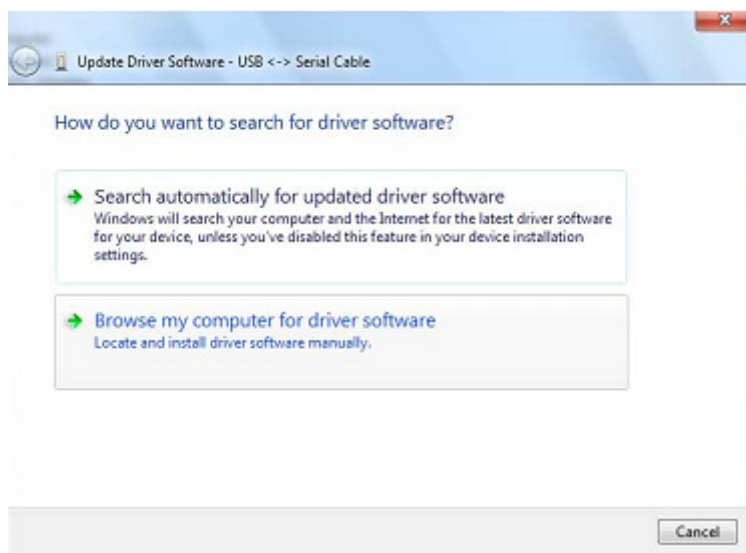 Update Driver Software - USB <-> Serial Cable
How do you want to search for driver software?
Search automatically for updated driver software
Windows will search your computer and the Internet for the latest driver software
for your device, unless you've disabled this feature in your device installation
settings.
Browse my computer for driver software
Locate and install driver software manually.
Cancel